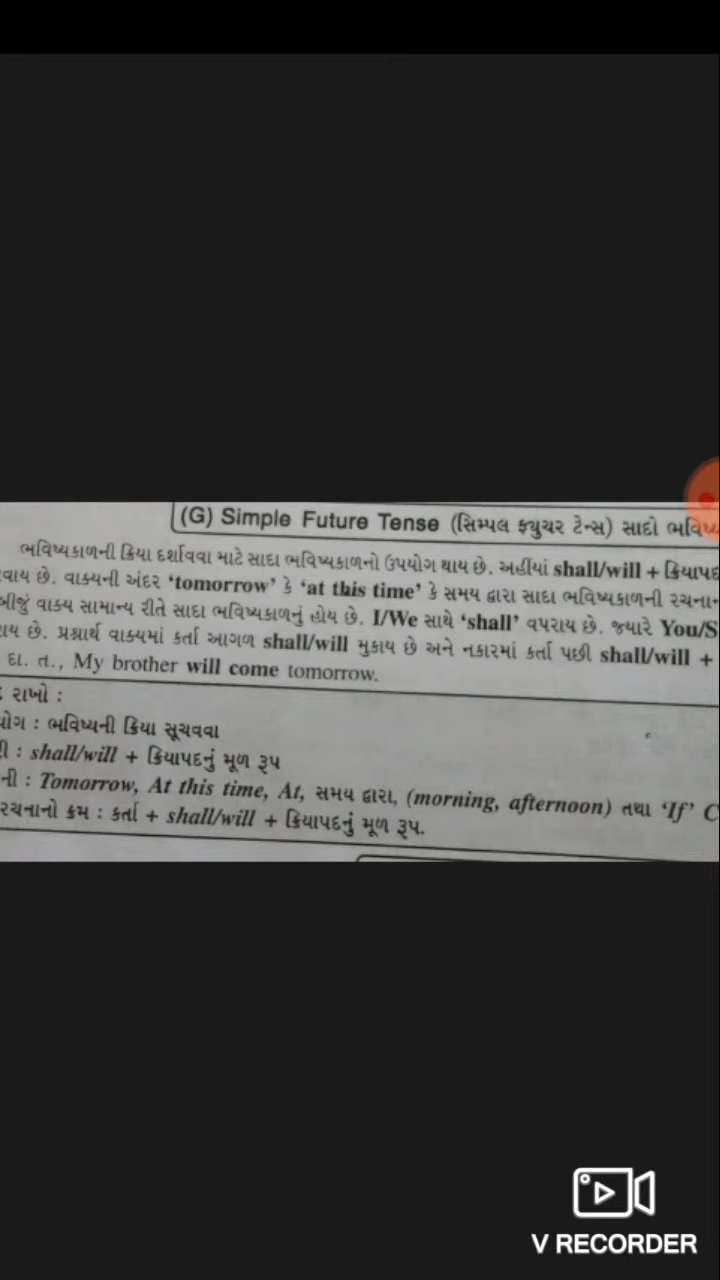 (G) Simple Future Tense (સિમ્પલ ફ્યુચર ટેન્સ) સાદો
ભવિષ્યકાળની ક્રિયા દર્શાવવા માટે સાદા ભવિષ્યકાળનો ઉપયોગ થાય છે. અહીંયાં shall/will + ક્રિયાપદ
વાય છે. વાક્યની અંદર ‘tomorrow’ કે ‘at this time’ કે સમય દ્વારા સાદા ભવિષ્યકાળની
બીજું વાક્ય સામાન્ય રીતે સાદા ભવિષ્યકાળનું હોય છે. I/We સાથે ‘shall’ વપરાય છે. જ્યારે You/S
ાય છે. પ્રશ્નાર્થ વાક્યમાં કર્તા આગળ shall/will મુકાય છે અને નકારમાં કર્તા પછી shall/will +
દા. ત., My brother will come tomorrow.
રાખો :
યોગ : ભવિષ્યની ક્રિયા સૂચવવા
ી : shall/will + ક્રિયાપદનું મૂળ રૂપ
ની : Tomorrow, At this time, At, સમય દ્વારા, (morning, afternoon) તથા ‘If’ C
રચનાનો ક્રમ : કર્તા + shall/will + ક્રિયાપદનું મૂળ રૂપ.
V RECORDER